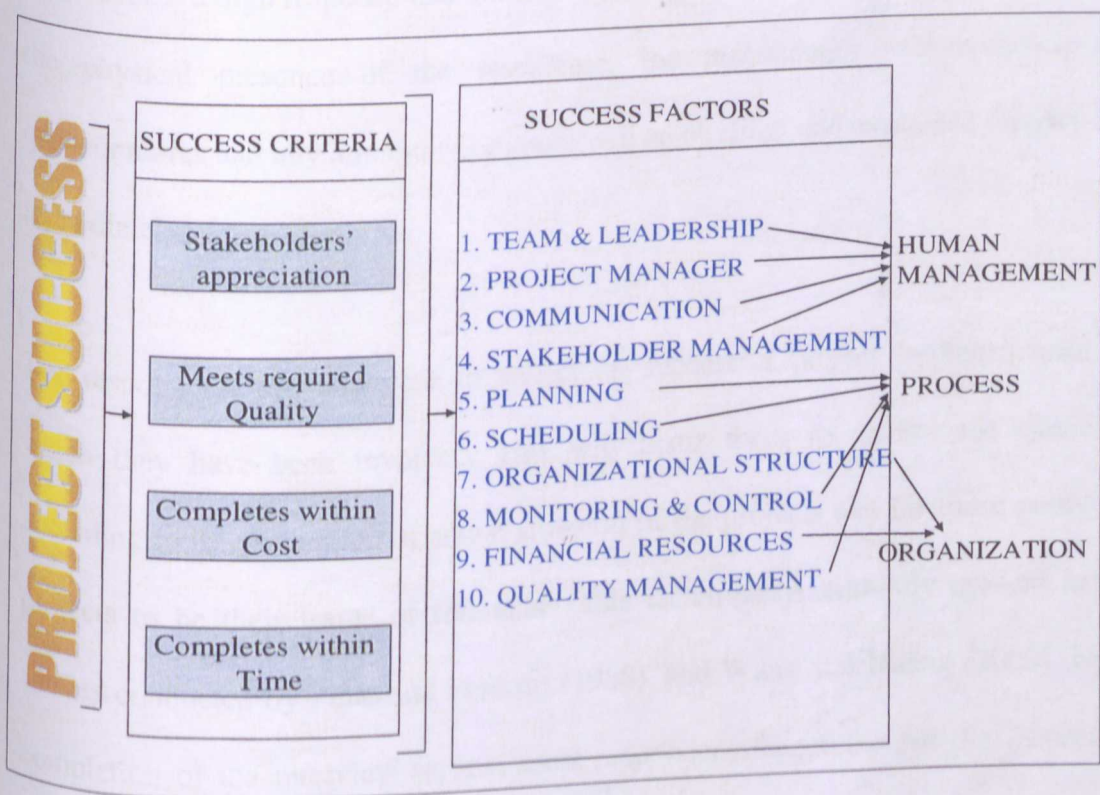 PROJECT SUCCESS
SUCCESS CRITERIA
Stakeholders'
appreciation
Meets required
Quality
Completes within
Cost
Completes within
Time
SUCCESS FACTORS
1. TEAM & LEADERSHIP
2. PROJECT MANAGER
3. COMMUNICATION
4. STAKEHOLDER MANAGEMENT
5. PLANNING
6. SCHEDULING
7. ORGANIZATIONAL STRUCTURE
8. MONITORING & CONTROL
9. FINANCIAL RESOURCES
10. QUALITY MANAGEMENT
HUMAN
MANAGEMENT
PROCESS
ORGANIZATION